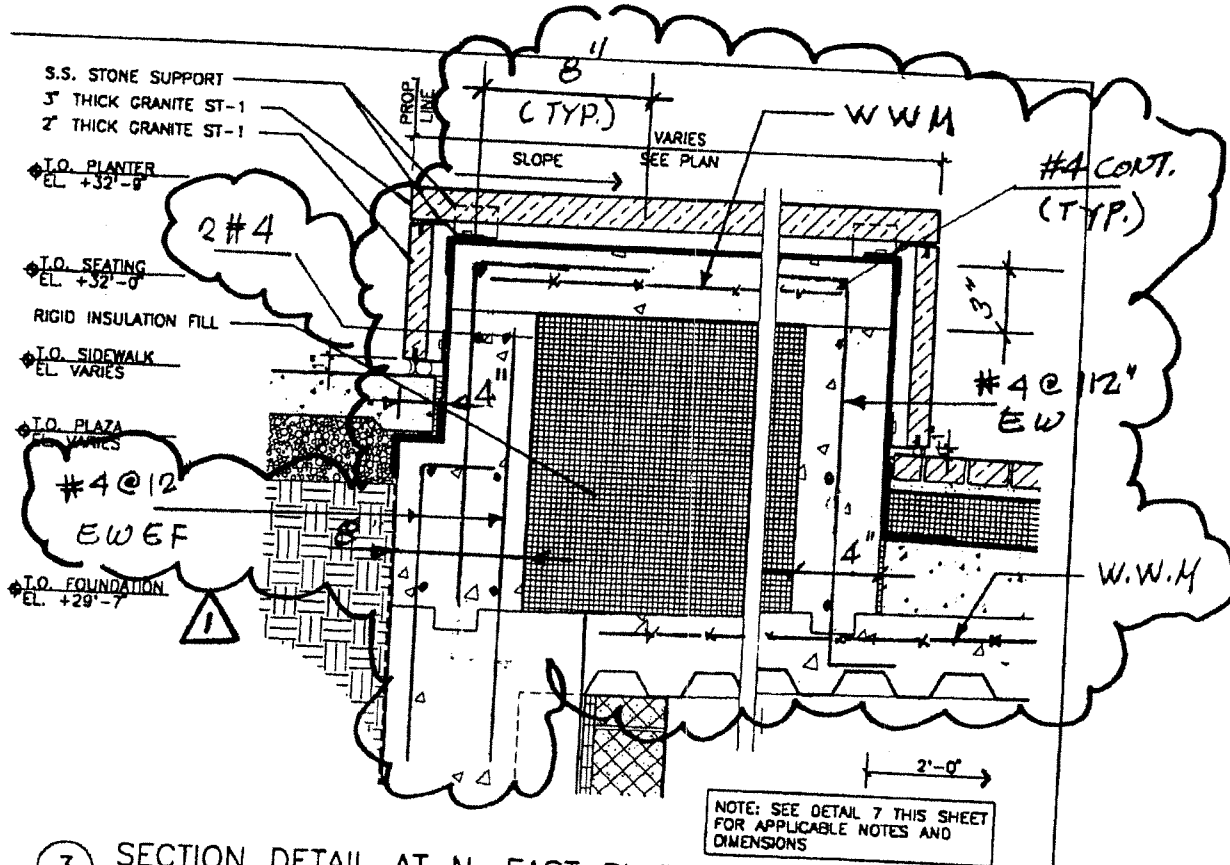 S.S. STONE SUPPORT
3" THICK GRANITE ST-1
2" THICK GRANITE ST-1
T.O. PLANTER
EL. +32'-9"
2 #4
T.O. SEATING
EL. +32'-0"
RIGID INSULATION FILL
T.O. SIDEWALK
EL. VARIES
T.O. PLAZA
EL. VARIES
#4 @ 12
EWEF
T.O. FOUNDATION
EL. +29'-7"
1
PROP
LINE
8"
(TYP.)
VARIES
SEE PLAN
SLOPE
WWM
#4 CONT.
(TYP.)
3"
4"
#4 @ 12"
EW
8"
4"
W.W.M
2'-0"
NOTE: SEE DETAIL 7 THIS SHEET
FOR APPLICABLE NOTES AND
DIMENSIONS
SECTION DETAIL AT N. EAST